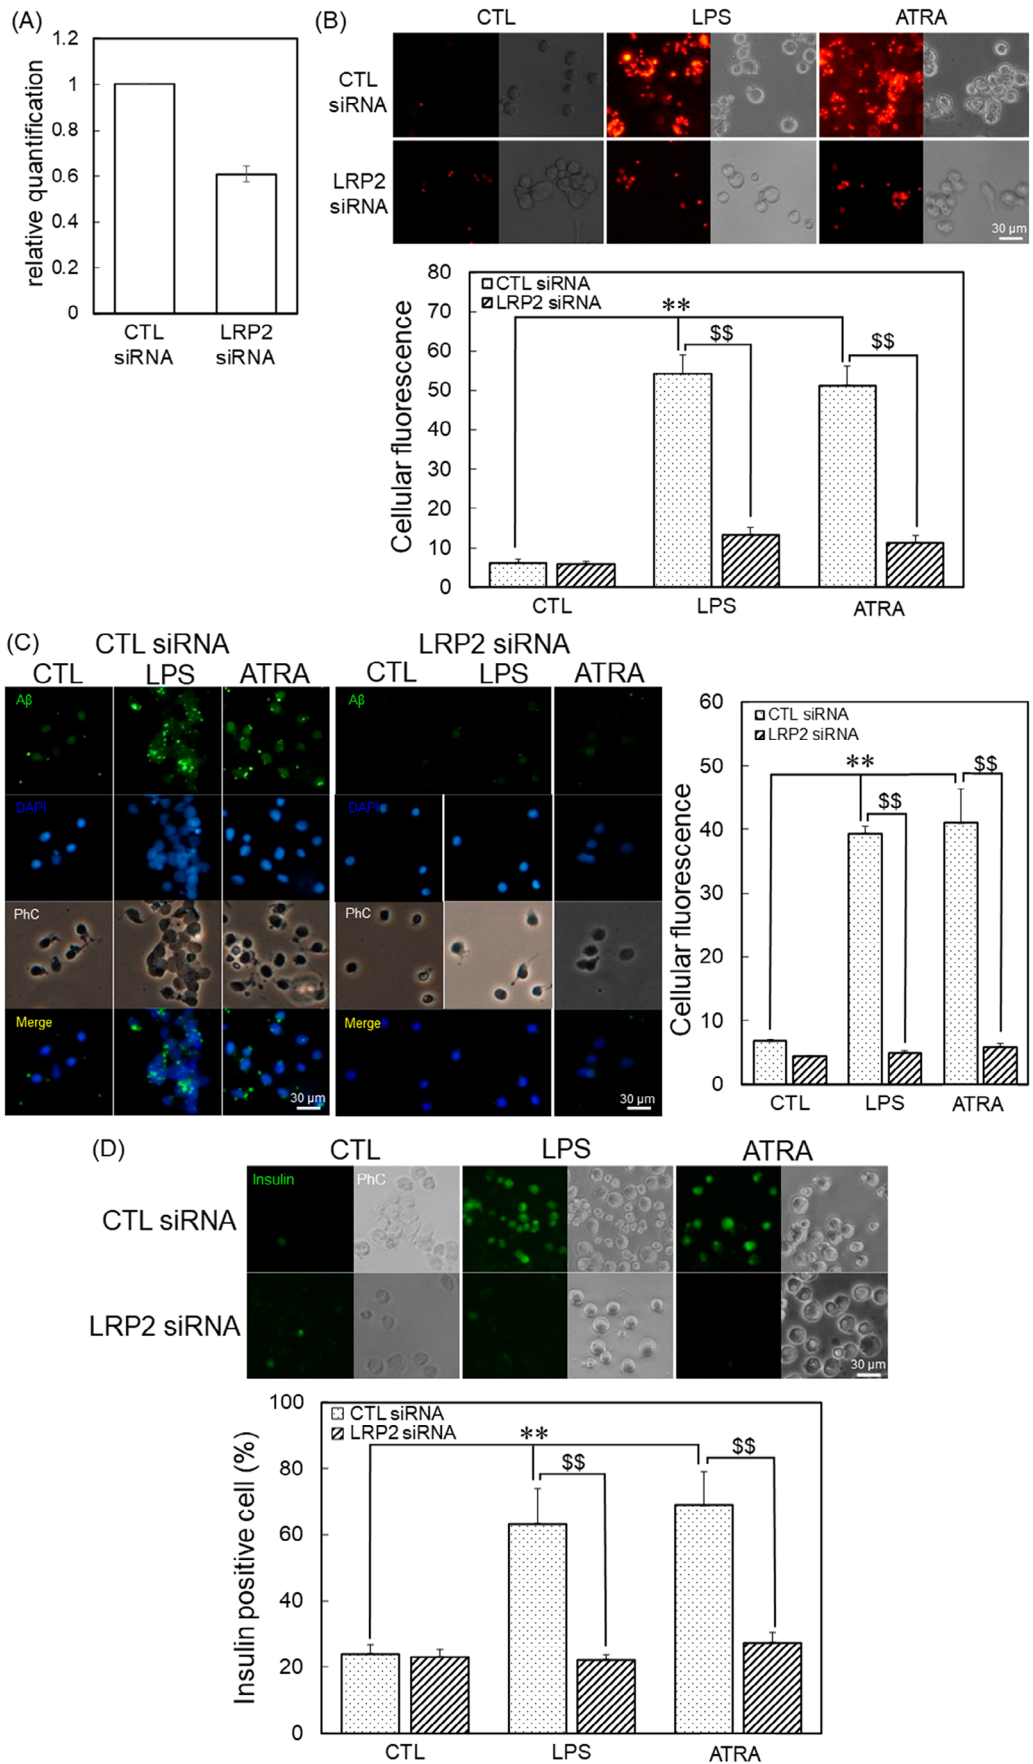 (A)
1.2
1
0.8
0.6
0.4
0.2
0
relative quantification
CTL siRNA
LRP2 siRNA
(B)
CTL LPS ATRA
CTL siRNA
LRP2 siRNA
30 μm
80
70
60
50
40
30
20
10
0
Cellular fluorescence
CTL siRNA
LRP2 siRNA
**
$$
$$
CTL LPS ATRA
(C)
CTL siRNA LRP2 siRNA
CTL LPS ATRA CTL LPS ATRA
Aβ Aβ
DAPI DAPI
PhC PhC
Merge Merge
30 μm 30 μm
60
50
40
30
20
10
0
Cellular fluorescence
CTL siRNA
LRP2 siRNA
**
$$
$$
CTL LPS ATRA
(D)
CTL LPS ATRA
Insulin PhC
CTL siRNA
LRP2 siRNA
30 μm
100
80
60
40
20
0
Insulin positive cell (%)
CTL siRNA
LRP2 siRNA
**
$$
$$
CTL LPS ATRA